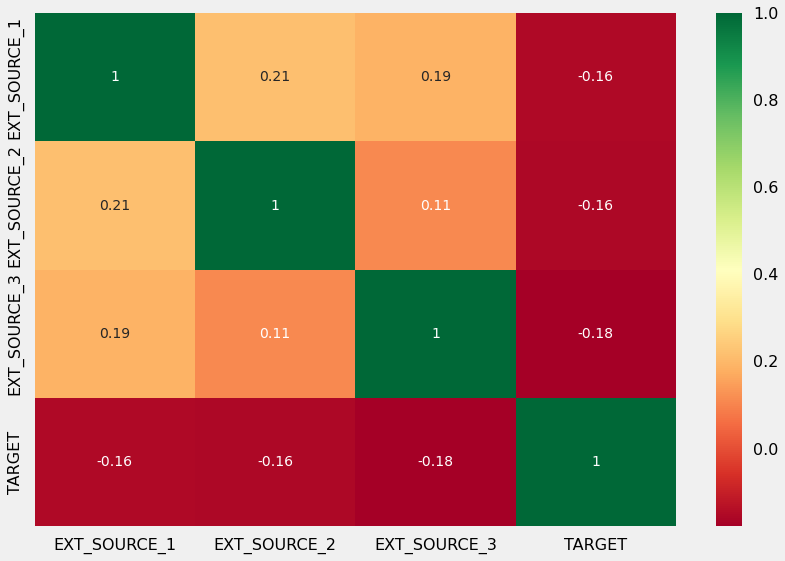 EXT_SOURCE_1
1
0.21
0.19
-0.16
1.0
0.8
EXT_SOURCE_2
0.21
1
0.11
-0.16
0.6
0.4
EXT_SOURCE_3
0.19
0.11
1
-0.18
0.2
TARGET
-0.16
-0.16
-0.18
1
0.0
EXT_SOURCE_1
EXT_SOURCE_2
EXT_SOURCE_3
TARGET